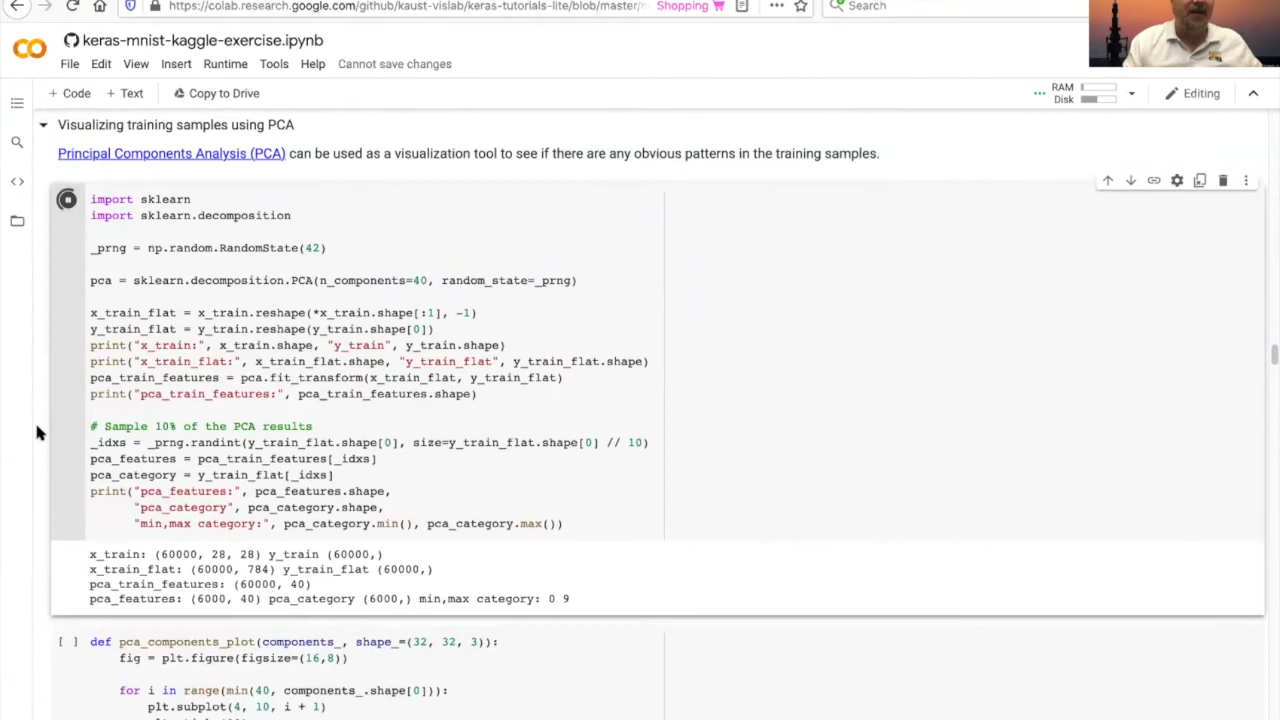 https://colab.research.google.com/github/kaust-vislab/keras-tutorials-lite/blob/master/
Shopping
Search
keras-mnist-kaggle-exercise.ipynb
File Edit View Insert Runtime Tools Help Cannot save changes
+ Code + Text Copy to Drive
RAM
Disk
Editing
Visualizing training samples using PCA
Principal Components Analysis (PCA) can be used as a visualization tool to see if there are any obvious patterns in the training samples.
import sklearn
import sklearn.decomposition
_prng = np.random.RandomState(42)
pca = sklearn.decomposition.PCA(n_components=40, random_state=_prng)
x_train_flat = x_train.reshape(*x_train.shape[:1], -1)
y_train_flat = y_train.reshape(y_train.shape[0])
print("x_train:", x_train.shape, "y_train", y_train.shape)
print("x_train_flat:", x_train_flat.shape, "y_train_flat", y_train_flat.shape)
pca_train_features = pca.fit_transform(x_train_flat, y_train_flat)
print("pca_train_features:", pca_train_features.shape)
# Sample 10% of the PCA results
_idxs = _prng.randint(y_train_flat.shape[0], size=y_train_flat.shape[0] // 10)
pca_features = pca_train_features[_idxs]
pca_category = y_train_flat[_idxs]
print("pca_features:", pca_features.shape,
"pca_category", pca_category.shape,
"min,max category:", pca_category.min(), pca_category.max())
x_train: (60000, 28, 28) y_train (60000,)
x_train_flat: (60000, 784) y_train_flat (60000,)
pca_train_features: (60000, 40)
pca_features: (6000, 40) pca_category (6000,) min,max category: 0 9
[ ] def pca_components_plot(components_, shape_=(32, 32, 3)):
fig = plt.figure(figsize=(16,8))
for i in range(min(40, components_.shape[0])):
plt.subplot(4, 10, i + 1)